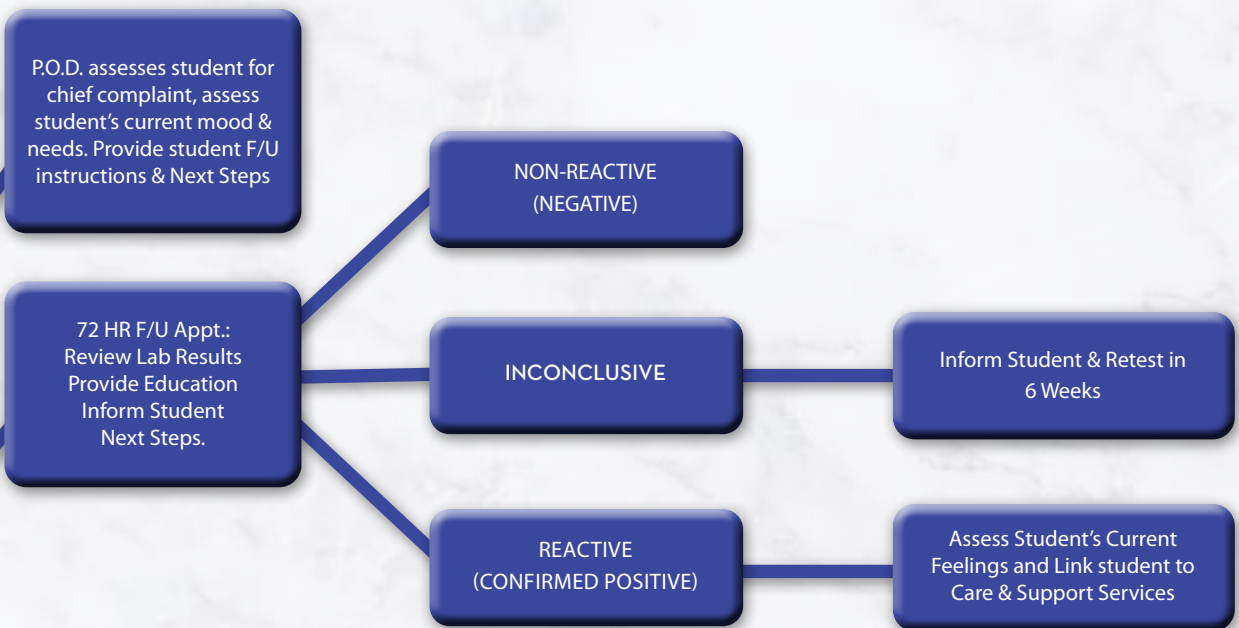 P.O.D. assesses student for
chief complaint, assess
student’s current mood &
needs. Provide student F/U
instructions & Next Steps
72 HR F/U Appt.:
Review Lab Results
Provide Education
Inform Student
Next Steps.
NON-REACTIVE
(NEGATIVE)
INCONCLUSIVE
Inform Student & Retest in
6 Weeks
REACTIVE
(CONFIRMED POSITIVE)
Assess Student’s Current
Feelings and Link student to
Care & Support Services